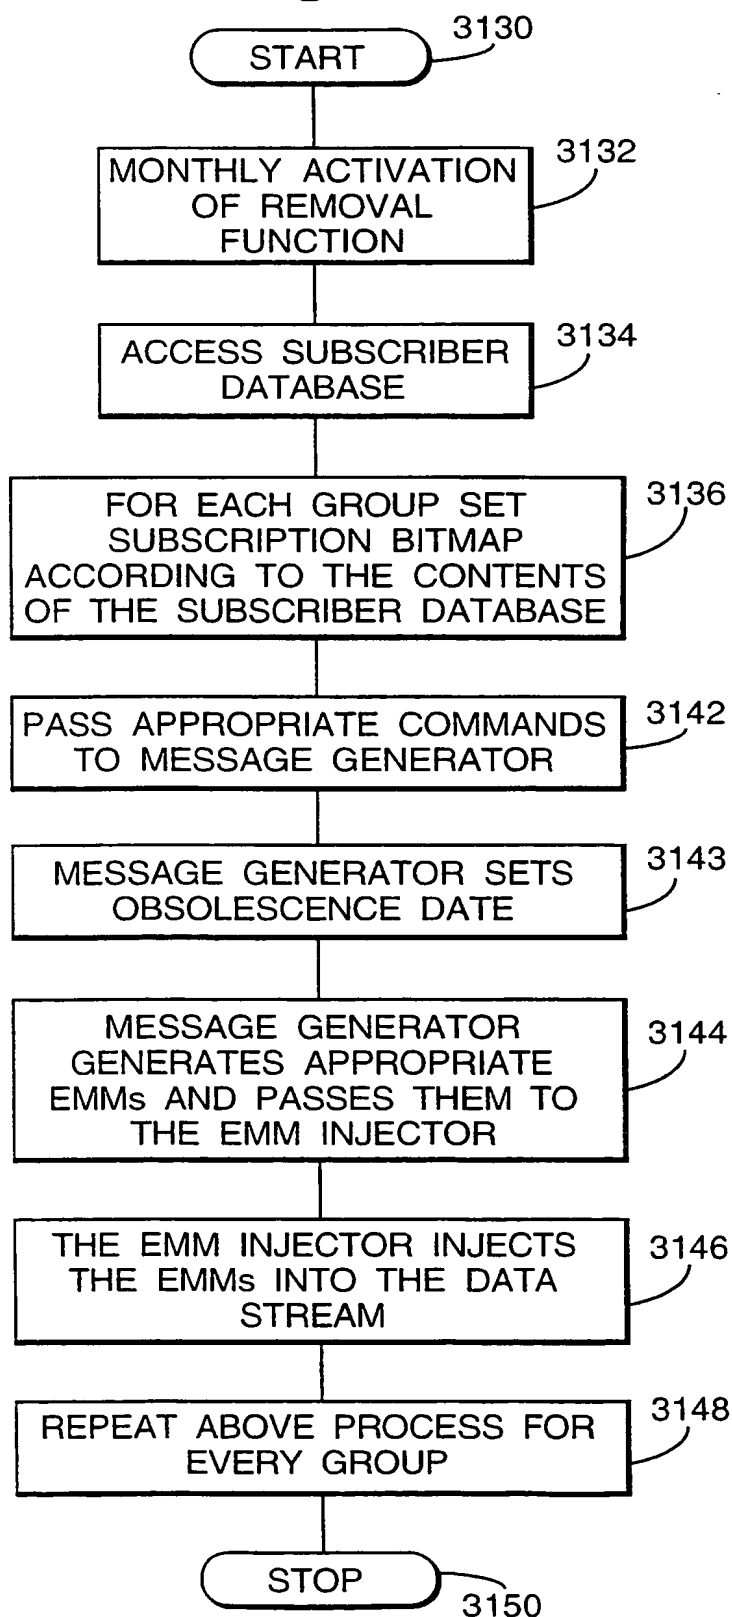 3130
START
3132
MONTHLY ACTIVATION
OF REMOVAL
FUNCTION
3134
ACCESS SUBSCRIBER
DATABASE
3136
FOR EACH GROUP SET
SUBSCRIPTION BITMAP
ACCORDING TO THE CONTENTS
OF THE SUBSCRIBER DATABASE
3142
PASS APPROPRIATE COMMANDS
TO MESSAGE GENERATOR
3143
MESSAGE GENERATOR SETS
OBSOLESCENCE DATE
3144
MESSAGE GENERATOR
GENERATES APPROPRIATE
EMMs AND PASSES THEM TO
THE EMM INJECTOR
3146
THE EMM INJECTOR INJECTS
THE EMMs INTO THE DATA
STREAM
3148
REPEAT ABOVE PROCESS FOR
EVERY GROUP
STOP
3150